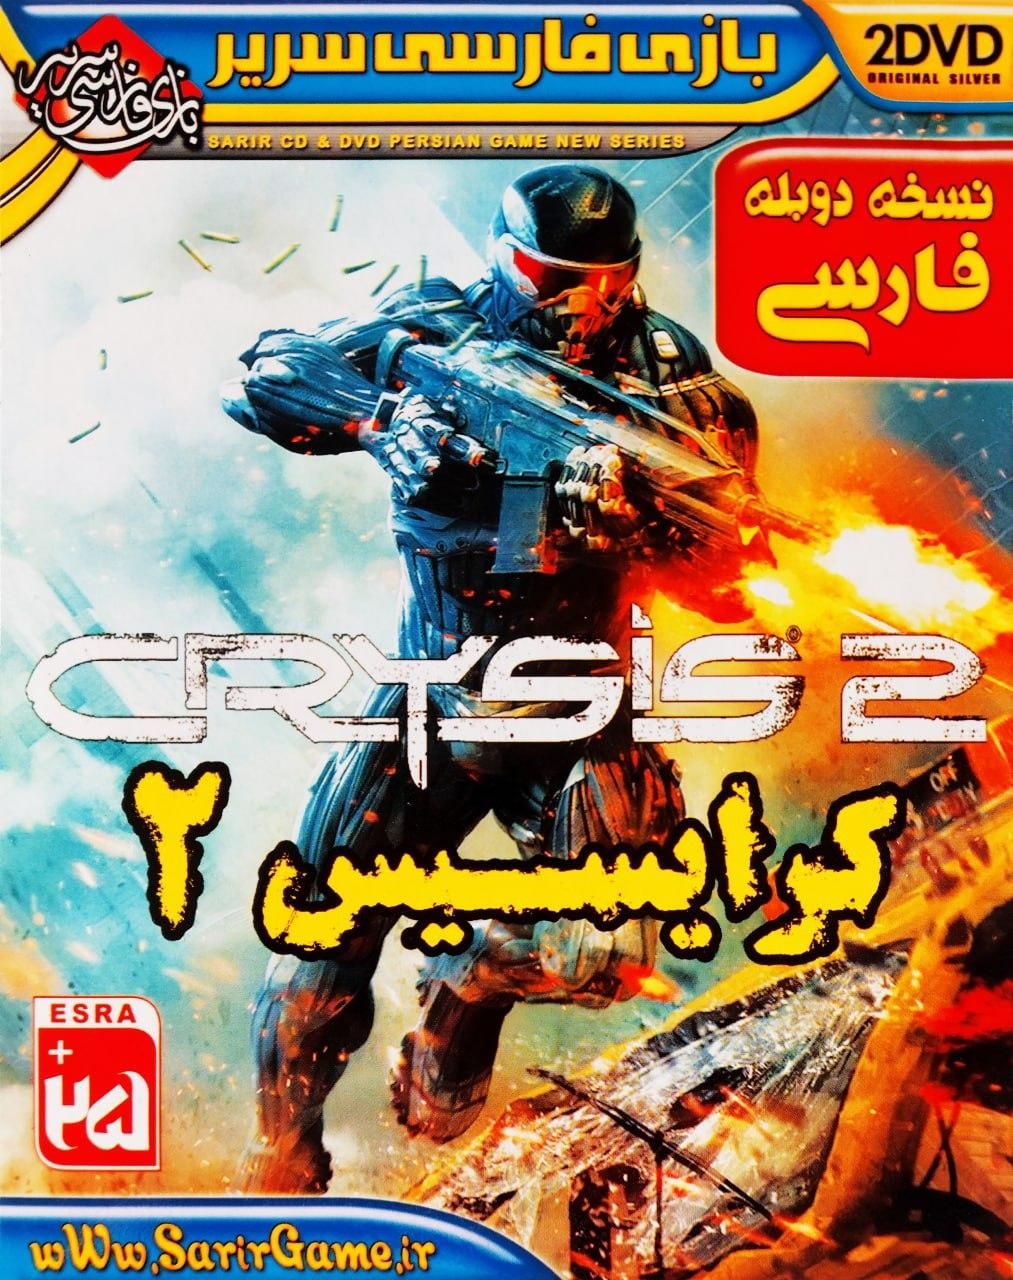 بازی فارسی سریر
2DVD
ORIGINAL SILVER
بازی فارسی سریر
SARIR CD & DVD PERSIAN GAME NEW SERIES
نسخه دوبله
فارسی
CRYSIS 2
کرایسیس ۲
ESRA
+۲۵
wWw.SarirGame.ir